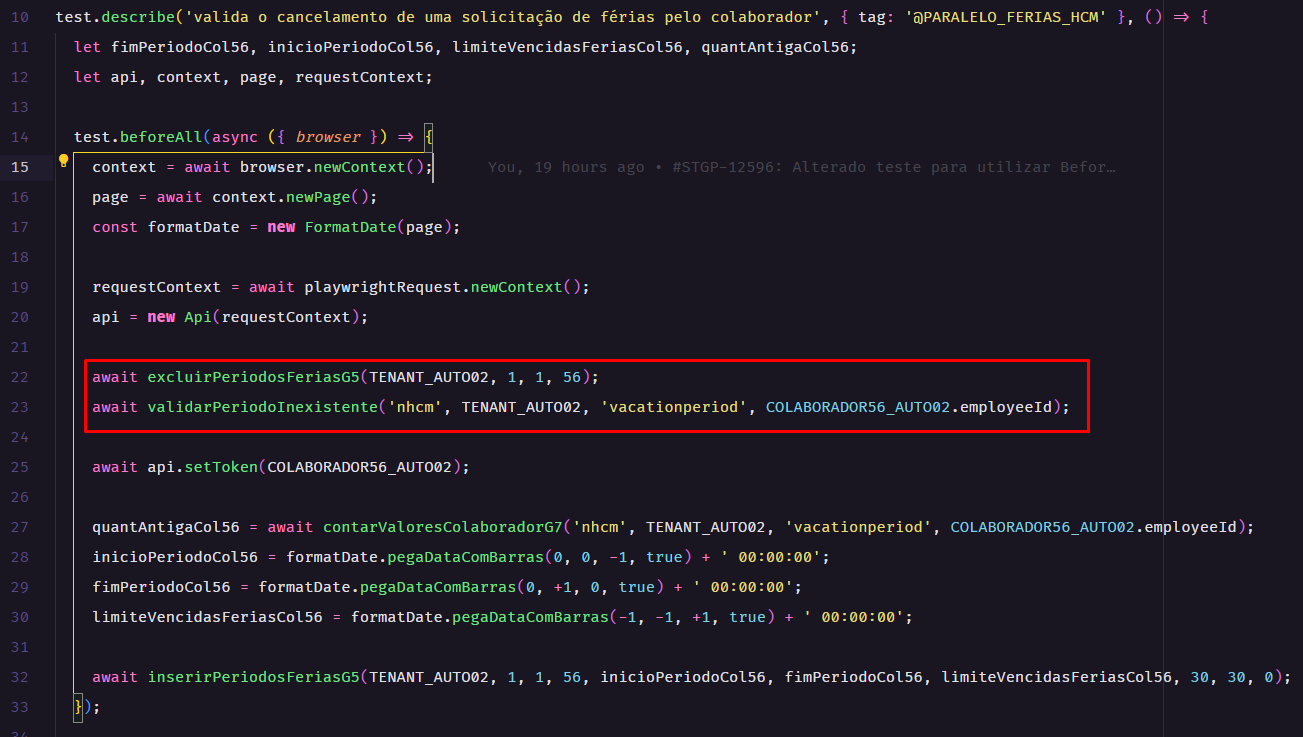 10 test.describe('valida o cancelamento de uma solicitação de férias pelo colaborador', { tag: '@PARALELO_FERIAS_HCM' }, () => {
11 let fimPeriodoCol56, inicioPeriodoCol56, limiteVencidasFeriasCol56, quantAntigaCol56;
12 let api, context, page, requestContext;
13
14 test.beforeAll(async ({ browser }) => {
15 context = await browser.newContext(); You, 19 hours ago • #STGP-12596: Alterado teste para utilizar Befor…
16 page = await context.newPage();
17 const formatDate = new FormatDate(page);
18
19 requestContext = await playwrightRequest.newContext();
20 api = new Api(requestContext);
21
22 await excluirPeriodosFeriasG5(TENANT_AUTO02, 1, 1, 56);
23 await validarPeriodoInexistente('nhcm', TENANT_AUTO02, 'vacationperiod', COLABORADOR56_AUTO02.employeeId);
24
25 await api.setToken(COLABORADOR56_AUTO02);
26
27 quantAntigaCol56 = await contarValoresColaboradorG7('nhcm', TENANT_AUTO02, 'vacationperiod', COLABORADOR56_AUTO02.employeeId);
28 inicioPeriodoCol56 = formatDate.pegaDataComBarras(0, 0, -1, true) + ' 00:00:00';
29 fimPeriodoCol56 = formatDate.pegaDataComBarras(0, +1, 0, true) + ' 00:00:00';
30 limiteVencidasFeriasCol56 = formatDate.pegaDataComBarras(-1, -1, +1, true) + ' 00:00:00';
31
32 await inserirPeriodosFeriasG5(TENANT_AUTO02, 1, 1, 56, inicioPeriodoCol56, fimPeriodoCol56, limiteVencidasFeriasCol56, 30, 30, 0);
33 });
34